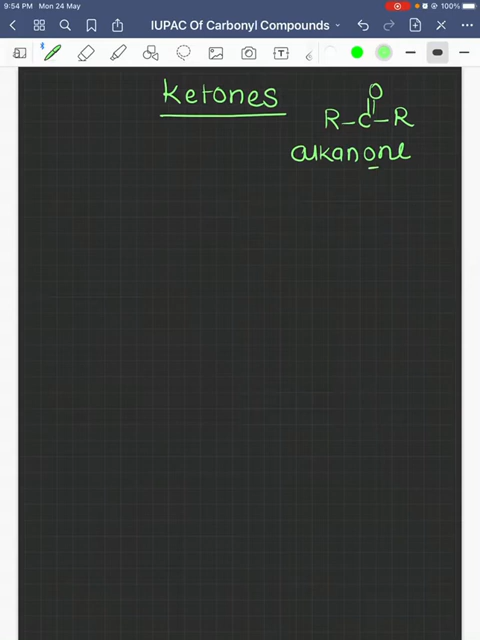 9:54 PM Mon 24 May 100%
IUPAC Of Carbonyl Compounds
Ketones
O
R-C-R
alkanone